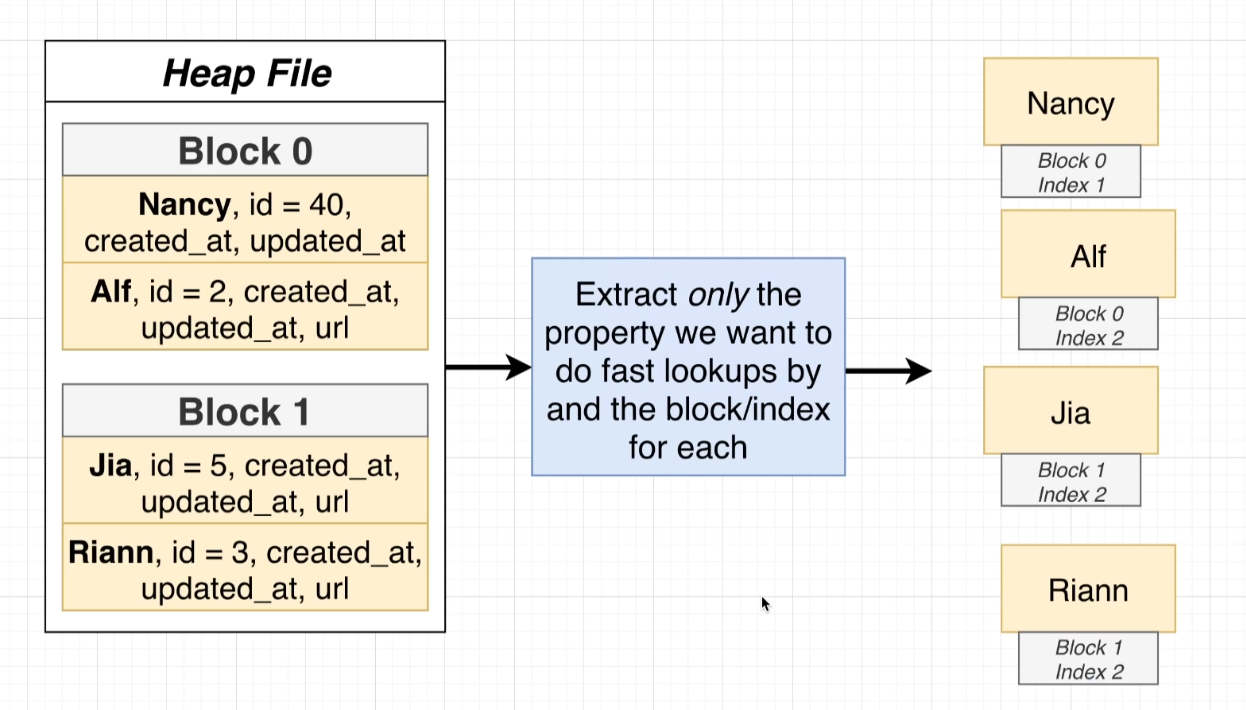 Heap File
Block 0
Nancy, id = 40,
created_at, updated_at
Alf, id = 2, created_at,
updated_at, url
Block 1
Jia, id = 5, created_at,
updated_at, url
Riann, id = 3, created_at,
updated_at, url
Extract only the
property we want to
do fast lookups by
and the block/index
for each
Nancy
Block 0
Index 1
Alf
Block 0
Index 2
Jia
Block 1
Index 2
Riann
Block 1
Index 2